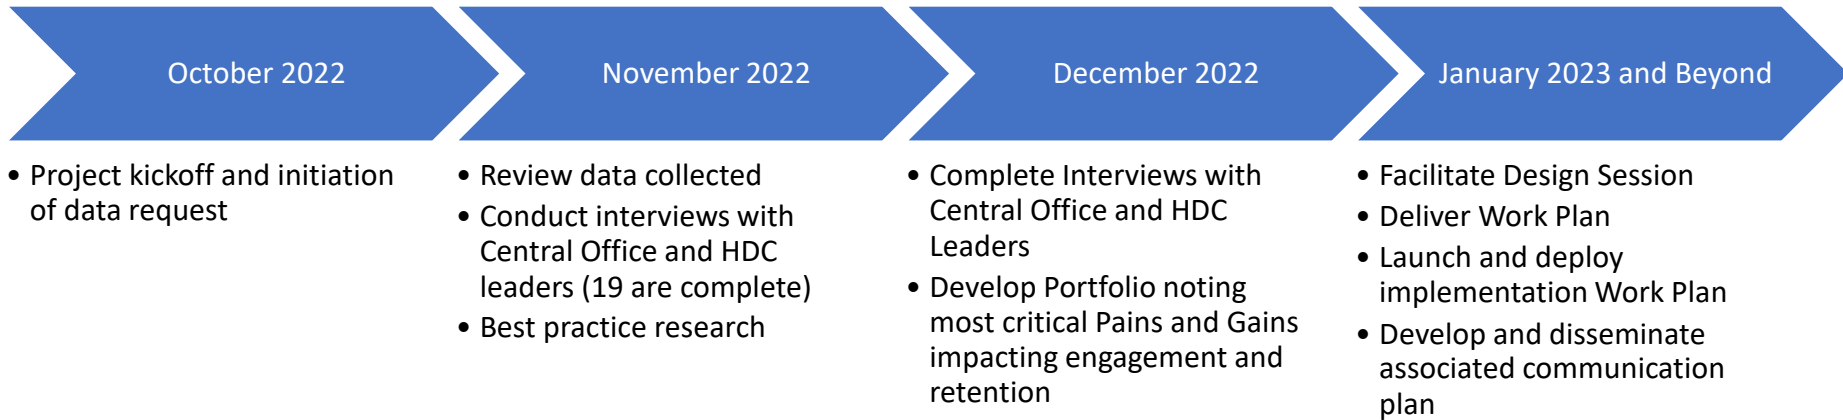 October 2022
• Project kickoff and initiation
of data request
November 2022
• Review data collected
• Conduct interviews with
Central Office and HDC
leaders (19 are complete)
• Best practice research
December 2022
• Complete Interviews with
Central Office and HDC
Leaders
• Develop Portfolio noting
most critical Pains and Gains
impacting engagement and
retention
January 2023 and Beyond
• Facilitate Design Session
• Deliver Work Plan
• Launch and deploy
implementation Work Plan
• Develop and disseminate
associated communication
plan